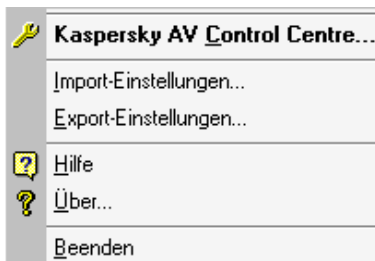 Kaspersky AV Control Centre...
Import-Einstellungen...
Export-Einstellungen...
Hilfe
Über...
Beenden